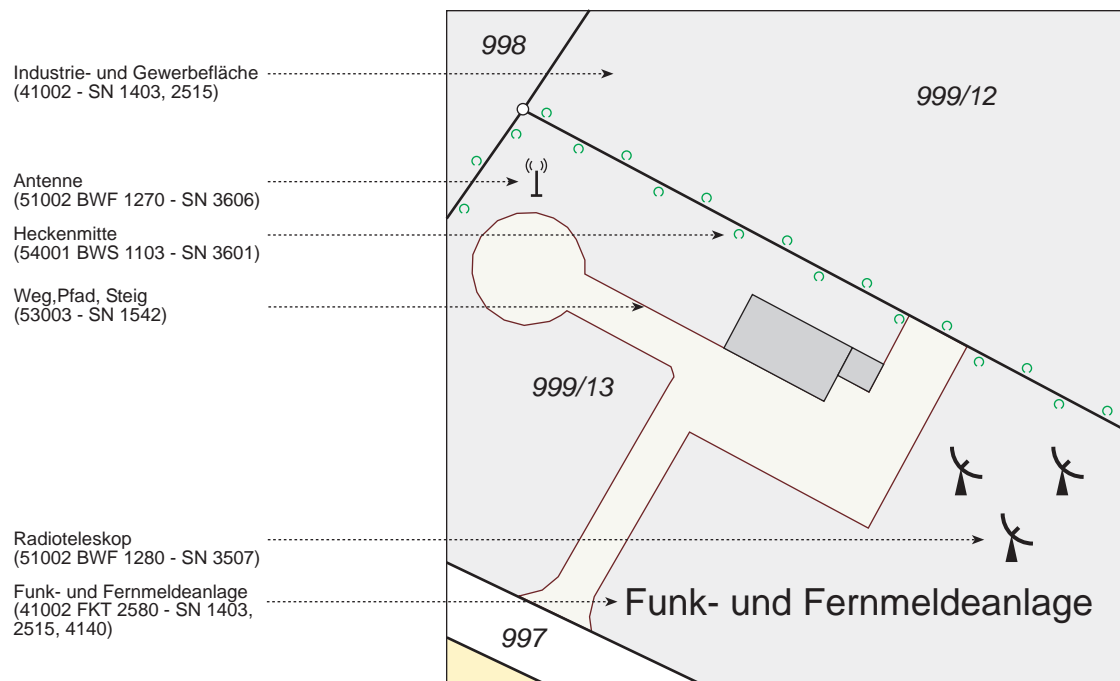 998
999/12
Industrie- und Gewerbefläche
(41002 - SN 1403, 2515)
Antenne
(51002 BWF 1270 - SN 3606)
Heckenmitte
(54001 BWS 1103 - SN 3601)
Weg,Pfad, Steig
(53003 - SN 1542)
999/13
Radioteleskop
(51002 BWF 1280 - SN 3507)
Funk- und Fernmeldeanlage
(41002 FKT 2580 - SN 1403,
2515, 4140)
Funk- und Fernmeldeanlage
997